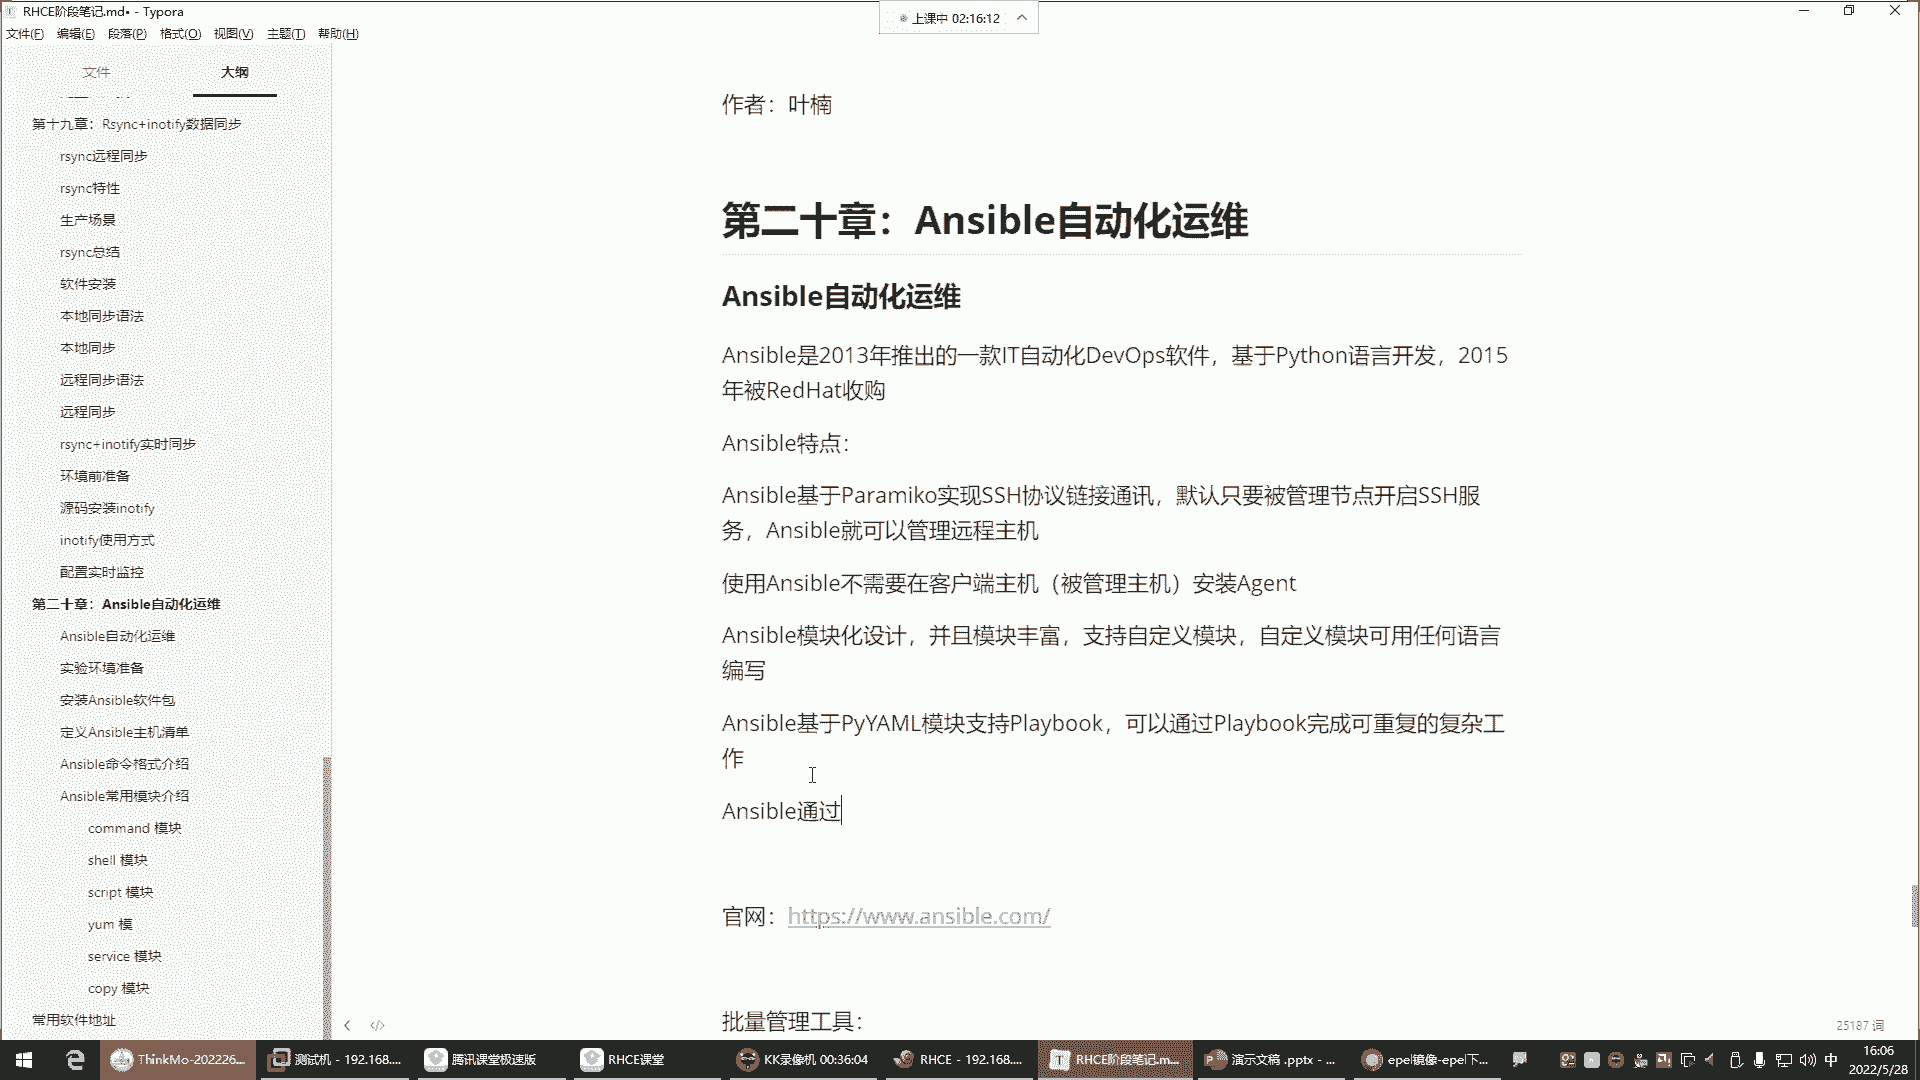 RHCE阶段笔记.md• - Typora
上课中 02:16:12
文件(F) 编辑(E) 段落(P) 格式(O) 视图(V) 主题(T) 帮助(H)
文件 大纲
第十九章：Rsync+inotify数据同步
rsync远程同步
rsync特性
生产场景
rsync总结
软件安装
本地同步语法
本地同步
远程同步语法
远程同步
rsync+inotify实时同步
环境前准备
源码安装inotify
inotify使用方式
配置实时监控
第二十章：Ansible自动化运维
Ansible自动化运维
实验环境准备
安装Ansible软件包
定义Ansible主机清单
Ansible命令格式介绍
Ansible常用模块介绍
command 模块
shell 模块
script 模块
yum 模
service 模块
copy 模块
常用软件地址
作者：叶楠
第二十章：Ansible自动化运维
Ansible自动化运维
Ansible是2013年推出的一款IT自动化DevOps软件，基于Python语言开发，2015
年被RedHat收购
Ansible特点：
Ansible基于Paramiko实现SSH协议链接通讯，默认只要被管理节点开启SSH服
务，Ansible就可以管理远程主机
使用Ansible不需要在客户端主机（被管理主机）安装Agent
Ansible模块化设计，并且模块丰富，支持自定义模块，自定义模块可用任何语言
编写
Ansible基于PyYAML模块支持Playbook，可以通过Playbook完成可重复的复杂工
作
Ansible通过
官网：https://www.ansible.com/
批量管理工具：
25187 词
ThinkMo-202226...
测试机 - 192.168....
腾讯课堂极速版
RHCE课堂
KK录像机 00:36:04
RHCE - 192.168....
RHCE阶段笔记.m...
演示文稿 .pptx - ...
epel镜像-epel下...
中
16:06
2022/5/28